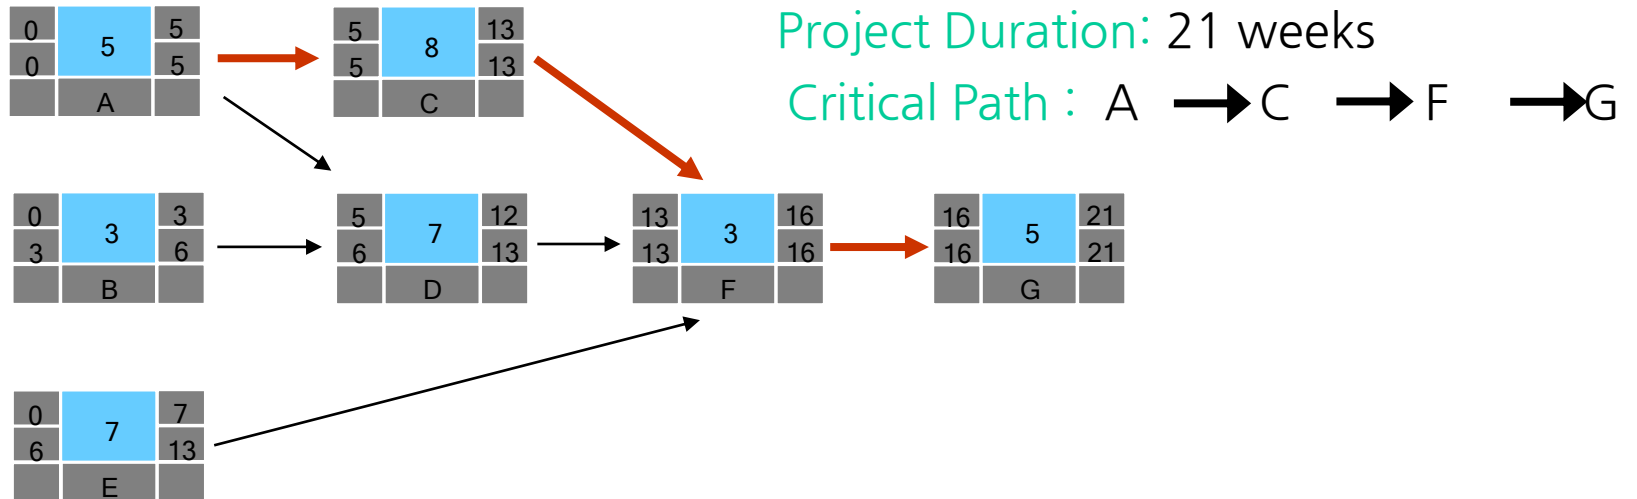 Project Duration: 21 weeks
Critical Path : A C F G
0 5 5
0 5
A
5 8 13
5 13
C
0 3 3
3 6
B
5 7 12
6 13
D
13 3 16
13 16
F
16 5 21
16 21
G
0 7 7
6 13
E